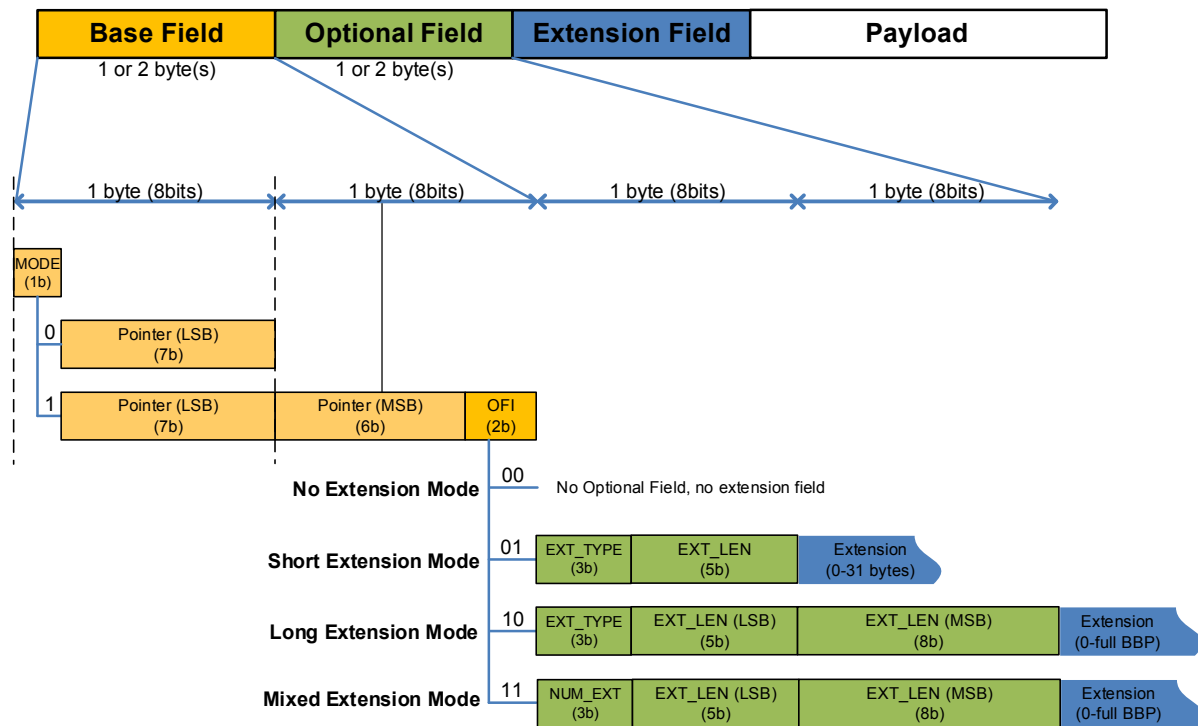 Base Field Optional Field Extension Field Payload
1 or 2 byte(s) 1 or 2 byte(s)
1 byte (8bits) 1 byte (8bits) 1 byte (8bits) 1 byte (8bits)
MODE
(1b)
0
Pointer (LSB)
(7b)
1
Pointer (LSB)
(7b)
Pointer (MSB)
(6b)
OFI
(2b)
No Extension Mode 00 No Optional Field, no extension field
Short Extension Mode 01
EXT_TYPE
(3b)
EXT_LEN
(5b)
Extension
(0-31 bytes)
Long Extension Mode 10
EXT_TYPE
(3b)
EXT_LEN (LSB)
(5b)
EXT_LEN (MSB)
(8b)
Extension
(0-full BBP)
Mixed Extension Mode 11
NUM_EXT
(3b)
EXT_LEN (LSB)
(5b)
EXT_LEN (MSB)
(8b)
Extension
(0-full BBP)